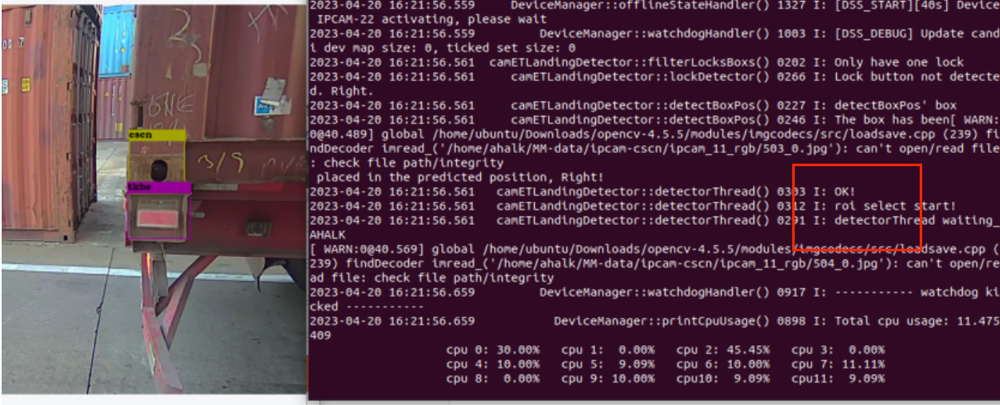 cscn
tkbs
3/9
2023-04-20 16:21:56.559 DeviceManager::offlineStateHandler() 1327 I: [DSS_START][40s] Device
IPCAM-22 activating, please wait
2023-04-20 16:21:56.559 DeviceManager::watchdogHandler() 1003 I: [DSS_DEBUG] Update cand
i dev map size: 0, ticked set size: 0
2023-04-20 16:21:56.561 camETLandingDetector::filterLocksBoxs() 0202 I: Only have one lock
2023-04-20 16:21:56.561 camETLandingDetector::lockDetector() 0266 I: Lock button not detecte
d. Right.
2023-04-20 16:21:56.561 camETLandingDetector::detectBoxPos() 0227 I: detectBoxPos' box
2023-04-20 16:21:56.561 camETLandingDetector::detectBoxPos() 0246 I: The box has been[ WARN:
0@40.489] global /home/ubuntu/Downloads/opencv-4.5.5/modules/imgcodecs/src/loadsave.cpp (239) fi
ndDecoder imread_('/home/ahalk/MM-data/ipcam-cscn/ipcam_11_rgb/503_0.jpg'): can't open/read file
: check file path/integrity
placed in the predicted position, Right!
2023-04-20 16:21:56.561 camETLandingDetector::detectorThread() 0303 I: OK!
2023-04-20 16:21:56.561 camETLandingDetector::detectorThread() 0312 I: roi select start!
2023-04-20 16:21:56.561 camETLandingDetector::detectorThread() 0291 I: detectorThread waiting_
AHALK
[ WARN:0@40.569] global /home/ubuntu/Downloads/opencv-4.5.5/modules/imgcodecs/src/loadsave.cpp (
239) findDecoder imread_('/home/ahalk/MM-data/ipcam-cscn/ipcam_11_rgb/504_0.jpg'): can't open/re
ad file: check file path/integrity
2023-04-20 16:21:56.659 DeviceManager::watchdogHandler() 0917 I: ----------- watchdog ki
cked -----------
2023-04-20 16:21:56.659 DeviceManager::printCpuUsage() 0898 I: Total cpu usage: 11.475
409
cpu 0: 30.00% cpu 1: 0.00% cpu 2: 45.45% cpu 3: 0.00%
cpu 4: 10.00% cpu 5: 9.09% cpu 6: 10.00% cpu 7: 11.11%
cpu 8: 0.00% cpu 9: 10.00% cpu10: 9.09% cpu11: 9.09%